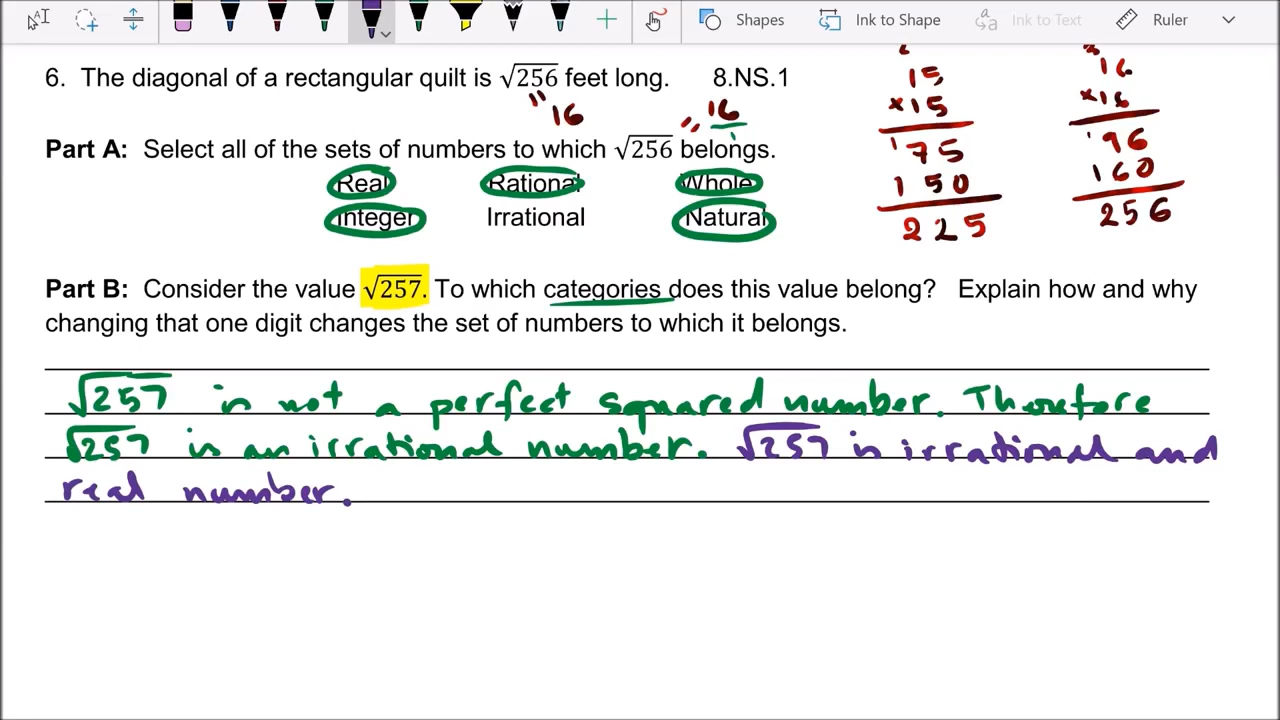 Shapes Ink to Shape Ink to Text Ruler
6. The diagonal of a rectangular quilt is √256 feet long. 8.NS.1
" 16
" 16
1
Part A: Select all of the sets of numbers to which √256 belongs.
Real Rational Whole
Integer Irrational Natural
2
15
×15
175
150
225
3
16
×16
196
160
256
Part B: Consider the value √257. To which categories does this value belong? Explain how and why
changing that one digit changes the set of numbers to which it belongs.
√257 is not a perfect squared number. Therefore
√257 is an irrational number. √257 is irrational and
real number.